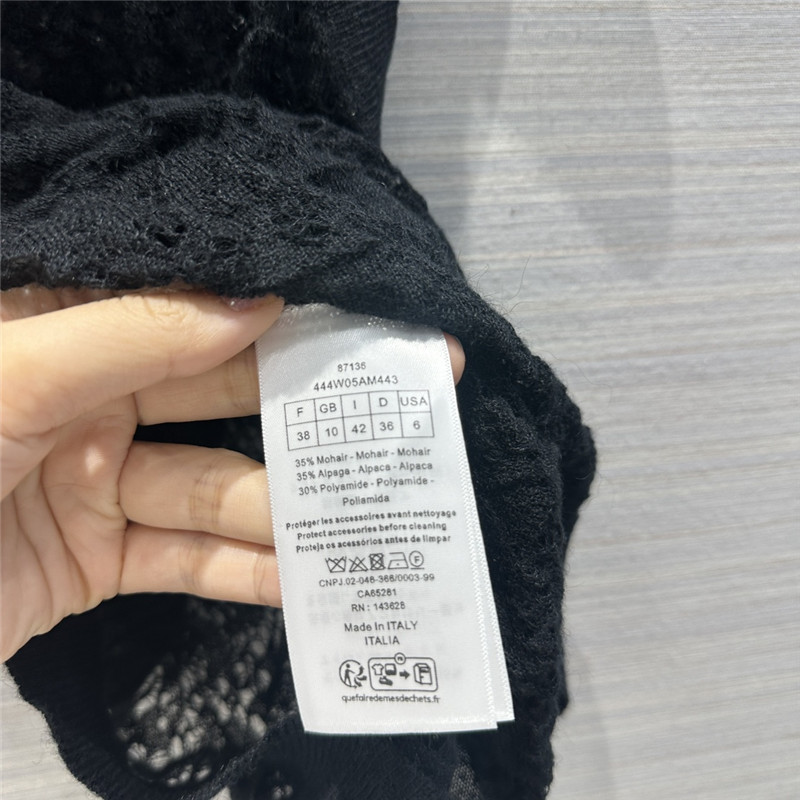 87136
444W05AM443
F GB I D USA
38 10 42 36 6
35% Mohair - Mohair - Mohair
35% Alpaga - Alpaca - Alpaca
30% Polyamide - Polyamide -
Poliamida
Protéger les accessoires avant nettoyage
Protect accessories before cleaning
Proteja os acessórios antes de limpar
CNPJ.02-046-368/0003-99
CA65281
RN : 143628
Made in ITALY
ITALIA
quefairedemesdechets.fr